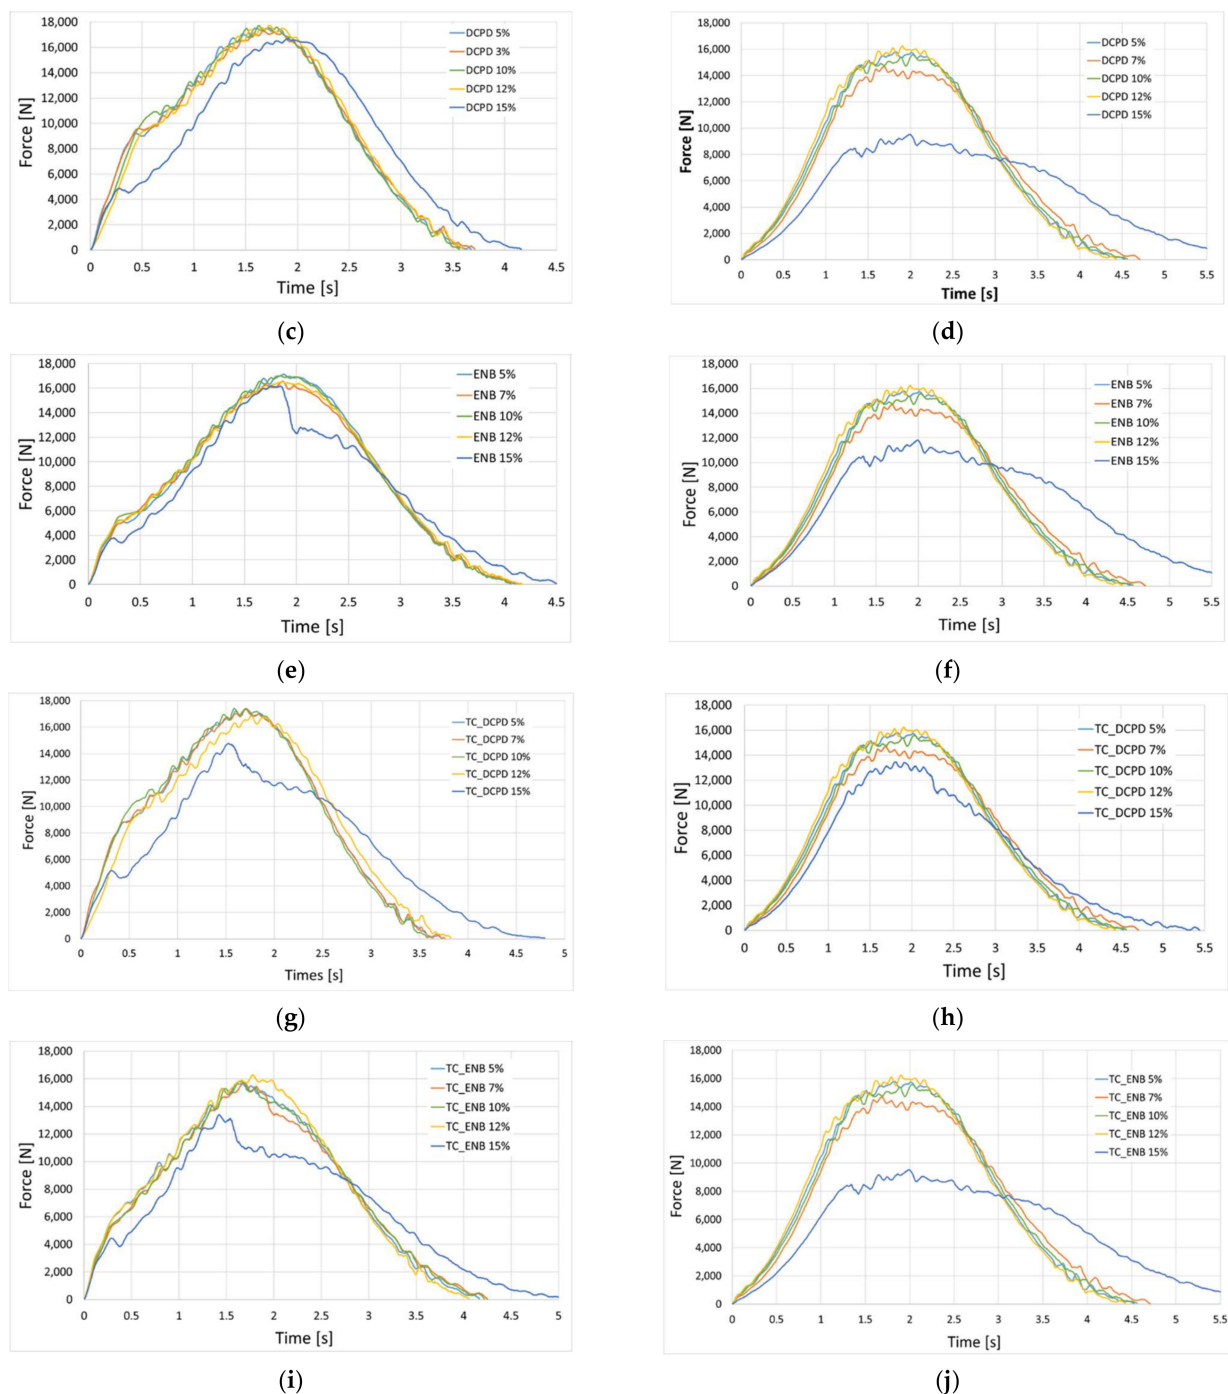 18,000
16,000
14,000
12,000
10,000
8,000
6,000
4,000
2,000
0
Force [N]
DCPD 5%
DCPD 3%
DCPD 10%
DCPD 12%
DCPD 15%
0 0.5 1 1.5 2 2.5 3 3.5 4 4.5
Time [s]
(c)
18,000
16,000
14,000
12,000
10,000
8,000
6,000
4,000
2,000
0
Force [N]
DCPD 5%
DCPD 7%
DCPD 10%
DCPD 12%
DCPD 15%
0 0.5 1 1.5 2 2.5 3 3.5 4 4.5 5 5.5
Time [s]
(d)
18,000
16,000
14,000
12,000
10,000
8,000
6,000
4,000
2,000
0
Force [N]
ENB 5%
ENB 7%
ENB 10%
ENB 12%
ENB 15%
0 0.5 1 1.5 2 2.5 3 3.5 4 4.5
Time [s]
(e)
18,000
16,000
14,000
12,000
10,000
8,000
6,000
4,000
2,000
0
Force [N]
ENB 5%
ENB 7%
ENB 10%
ENB 12%
ENB 15%
0 0.5 1 1.5 2 2.5 3 3.5 4 4.5 5 5.5
Time [s]
(f)
18,000
16,000
14,000
12,000
10,000
8,000
6,000
4,000
2,000
0
Force [N]
TC_DCPD 5%
TC_DCPD 7%
TC_DCPD 10%
TC_DCPD 12%
TC_DCPD 15%
0 0.5 1 1.5 2 2.5 3 3.5 4 4.5 5
Times [s]
(g)
18,000
16,000
14,000
12,000
10,000
8,000
6,000
4,000
2,000
0
Force [N]
TC_DCPD 5%
TC_DCPD 7%
TC_DCPD 10%
TC_DCPD 12%
TC_DCPD 15%
0 0.5 1 1.5 2 2.5 3 3.5 4 4.5 5 5.5
Time [s]
(h)
18,000
16,000
14,000
12,000
10,000
8,000
6,000
4,000
2,000
0
Force [N]
TC_ENB 5%
TC_ENB 7%
TC_ENB 10%
TC_ENB 12%
TC_ENB 15%
0 0.5 1 1.5 2 2.5 3 3.5 4 4.5 5
Time [s]
(i)
18,000
16,000
14,000
12,000
10,000
8,000
6,000
4,000
2,000
0
Force [N]
TC_ENB 5%
TC_ENB 7%
TC_ENB 10%
TC_ENB 12%
TC_ENB 15%
0 0.5 1 1.5 2 2.5 3 3.5 4 4.5 5 5.5
Time [s]
(j)